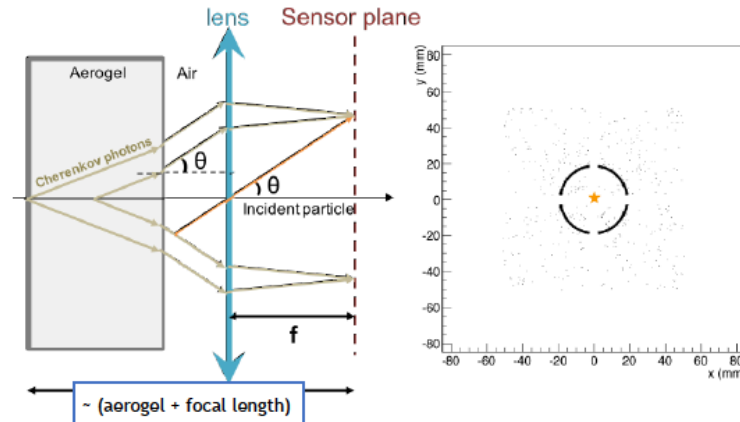 lens
Sensor plane
Aerogel
Air
Cherenkov photons
θ
θ
Incident particle
f
~ (aerogel + focal length)
y (mm)
80
60
40
20
0
-20
-40
-60
-80
-80 -60 -40 -20 0 20 40 60 80
x (mm